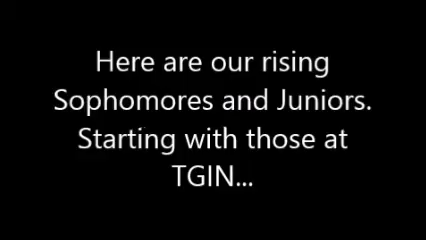 Here are our rising
Sophomores and Juniors.
Starting with those at
TGIN...